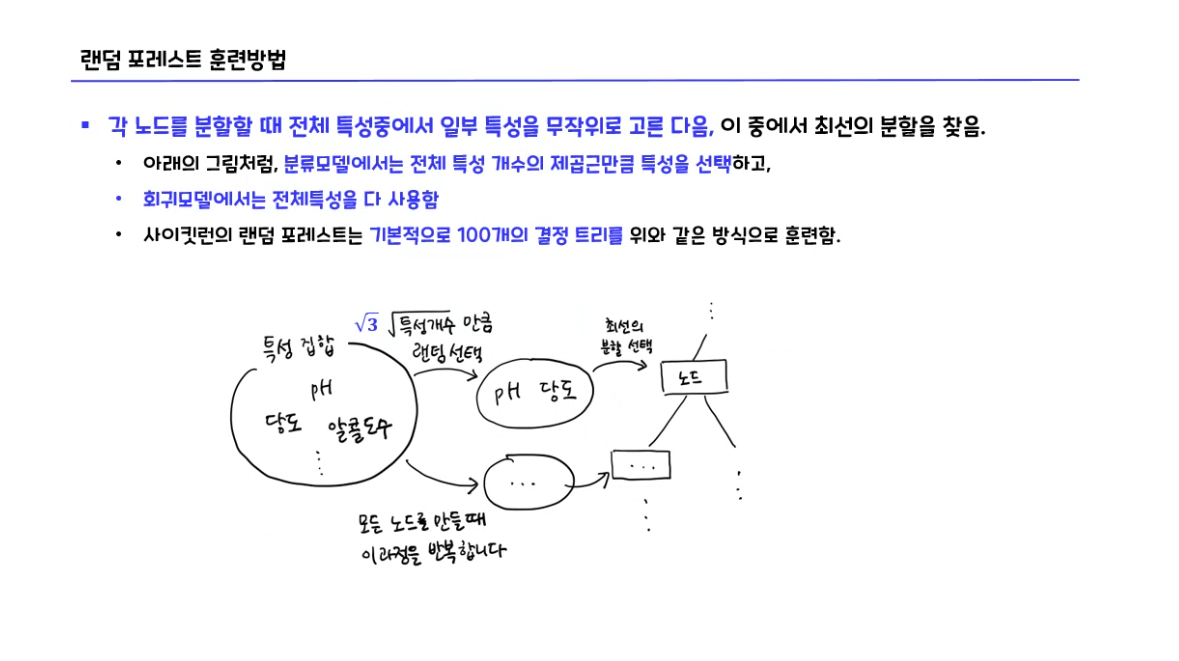 랜덤 포레스트 훈련방법
▪ 각 노드를 분할할 때 전체 특성중에서 일부 특성을 무작위로 고른 다음, 이 중에서 최선의 분할을 찾음.
• 아래의 그림처럼, 분류모델에서는 전체 특성 개수의 제곱근만큼 특성을 선택하고,
• 회귀모델에서는 전체특성을 다 사용함
• 사이킷런의 랜덤 포레스트는 기본적으로 100개의 결정 트리를 위와 같은 방식으로 훈련함.
특성 집합
pH
당도 알콜도수
⋮
√3 √특성개수 만큼
랜덤 선택
pH 당도
최선의
분할 선택
⋮
노드
...
...
⋮
⋮
모든 노드를 만들 때
이 과정을 반복합니다